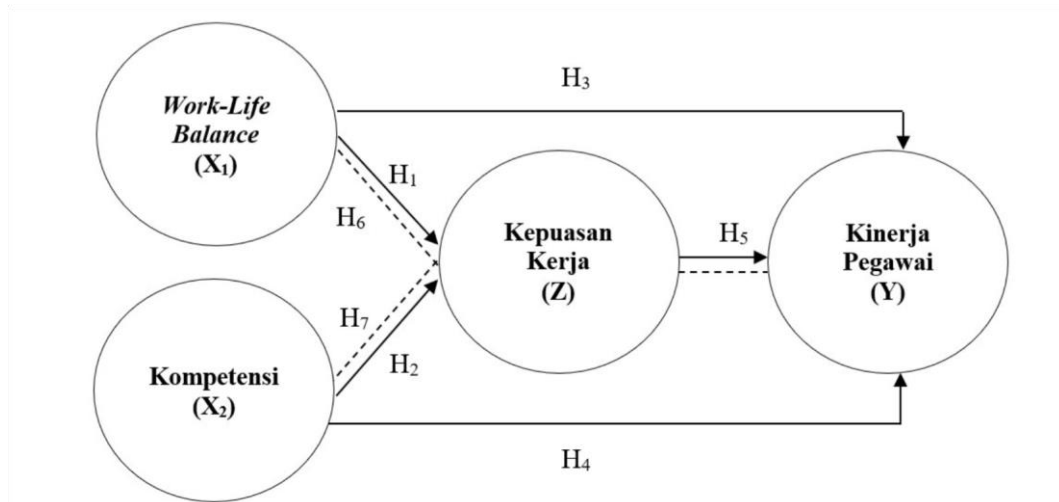 Work-Life
Balance
(X₁)
H₃
H₁
H₆
Kepuasan
Kerja
(Z)
H₅
Kinerja
Pegawai
(Y)
H₇
H₂
Kompetensi
(X₂)
H₄